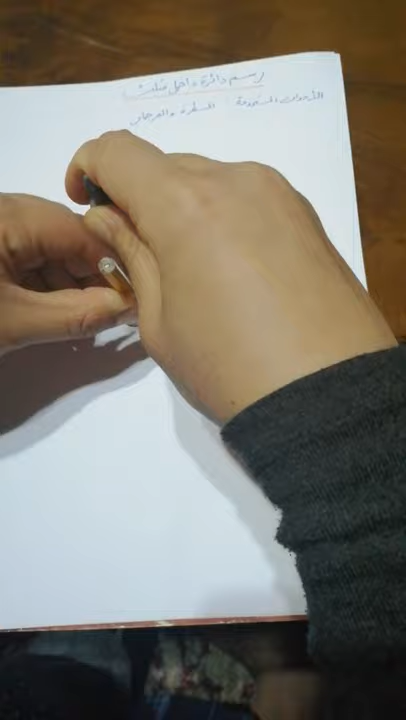 رسم دائرة داخل مثلث
الأدوات المستخدمة المسطرة والفرجار